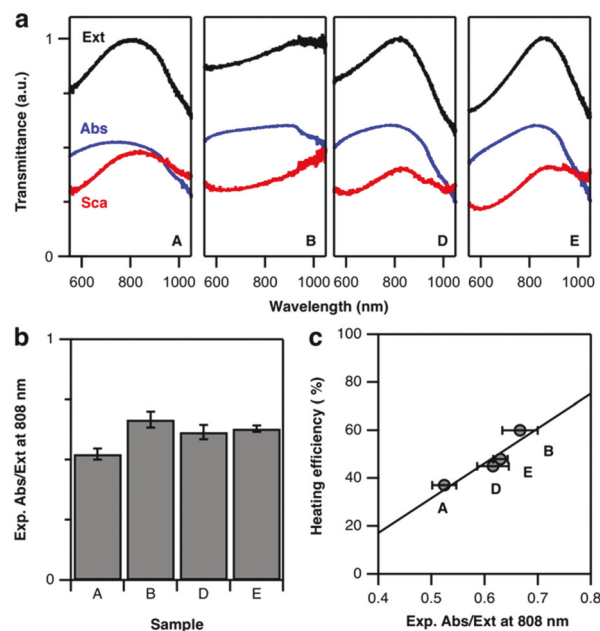 a
Transmittance (a.u.)
1
0
Ext
Abs
Sca
A
B
D
E
600 800 1000
600 800 1000
600 800 1000
600 800 1000
Wavelength (nm)
b
Exp. Abs/Ext at 808 nm
1
0
A B D E
Sample
c
Heating efficiency ( %)
100
80
60
40
20
0
B
E
D
A
0.4 0.5 0.6 0.7 0.8
Exp. Abs/Ext at 808 nm